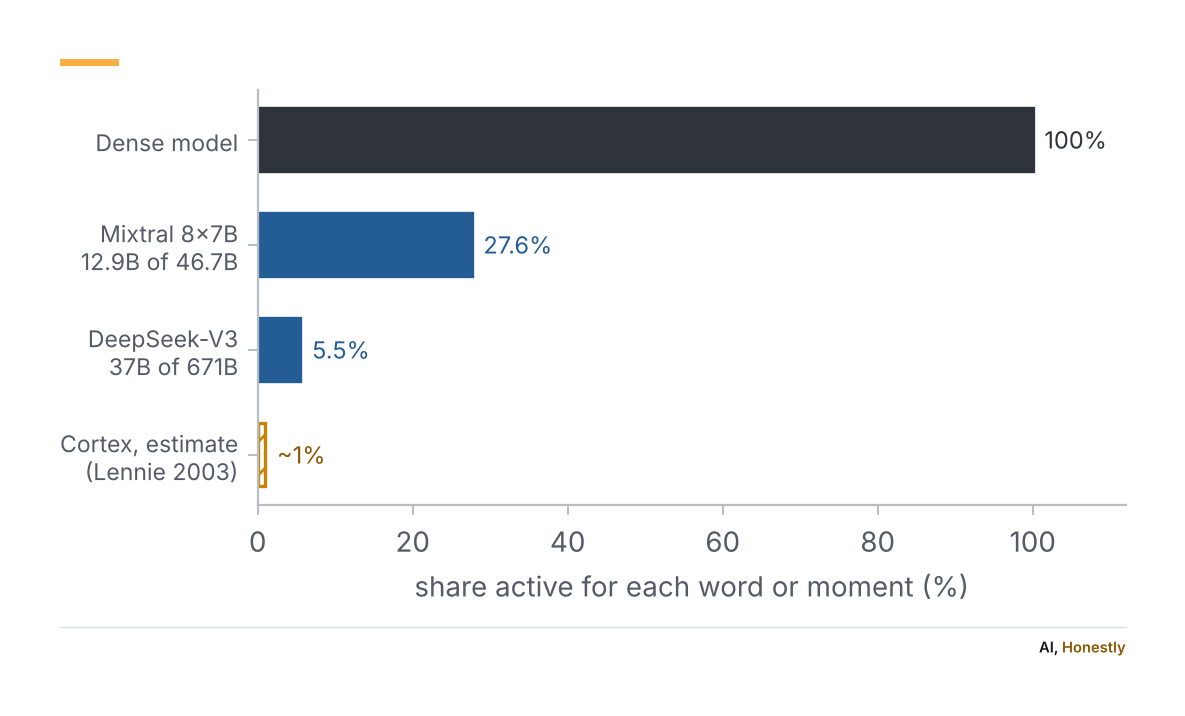 Dense model
100%
Mixtral 8×7B
12.9B of 46.7B
27.6%
DeepSeek-V3
37B of 671B
5.5%
Cortex, estimate
(Lennie 2003)
~1%
0 20 40 60 80 100
share active for each word or moment (%)
AI, Honestly